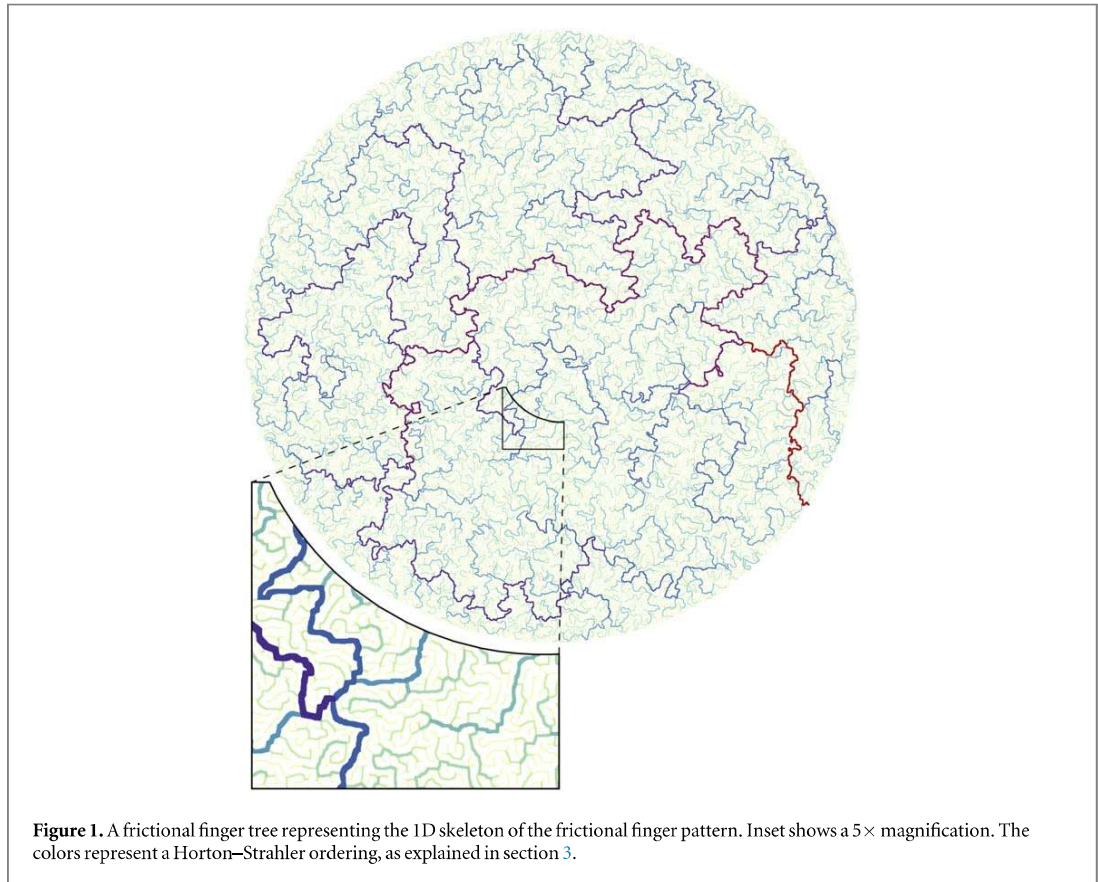 Figure 1. A frictional finger tree representing the 1D skeleton of the frictional finger pattern. Inset shows a 5× magnification. The
colors represent a Horton–Strahler ordering, as explained in section 3.